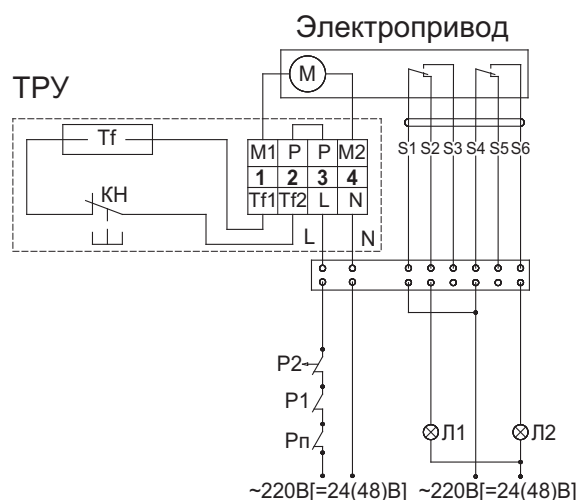 Электропривод
M
ТРУ
Tf
M1 P P M2
1 2 3 4
Tf1 Tf2 L N
КН
L N
S1 S2 S3 S4 S5 S6
P2
P1
Рп
Л1 Л2
~220В[=24(48)В] ~220В[=24(48)В]